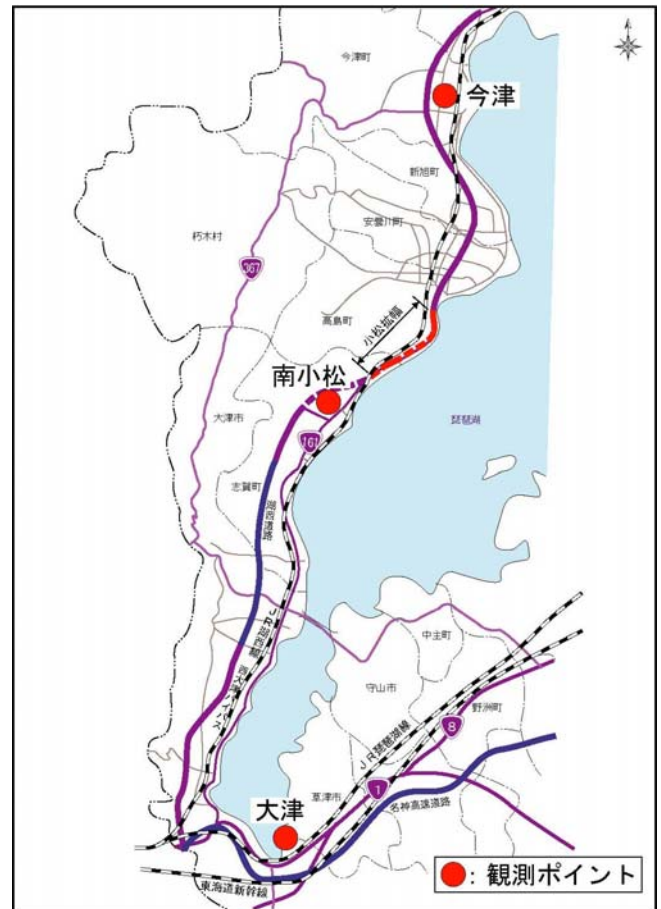 今津町
今津
新旭町
安曇川町
朽木村
367
高島町
小松拡幅
南小松
大津市
161
琵琶湖
志賀町
湖西道路
JR湖西線
西大津バイパス
中主町
守山市
野洲町
8
JR琵琶湖線
草津市
1
名神高速道路
大津
東海道新幹線
: 観測ポイント